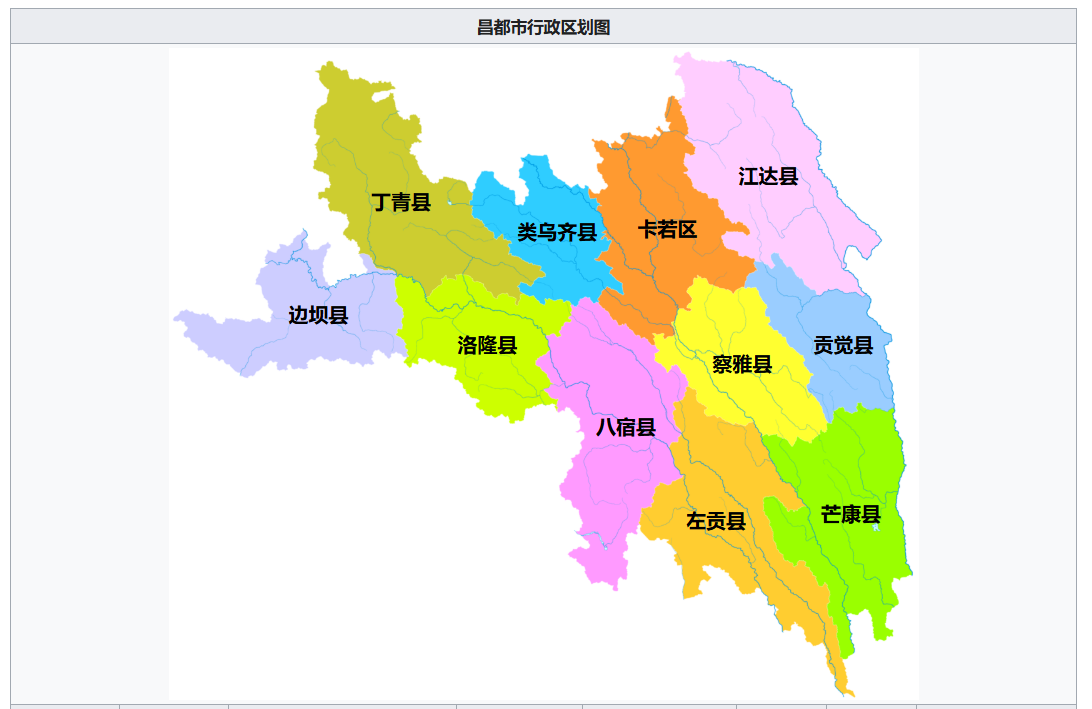 昌都市行政区划图
江达县
丁青县
类乌齐县
卡若区
边坝县
洛隆县
贡觉县
察雅县
八宿县
左贡县
芒康县